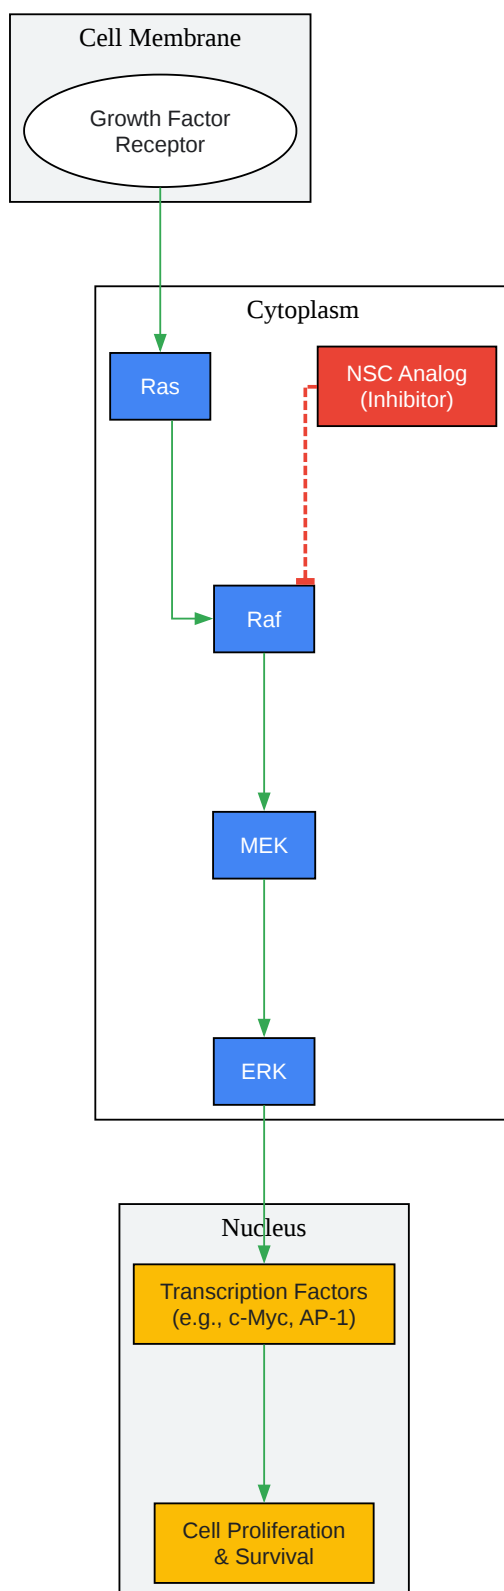 Cell Membrane
Growth Factor
Receptor
Cytoplasm
Ras
NSC Analog
(Inhibitor)
Raf
MEK
ERK
Nucleus
Transcription Factors
(e.g., c-Myc, AP-1)
Cell Proliferation
& Survival